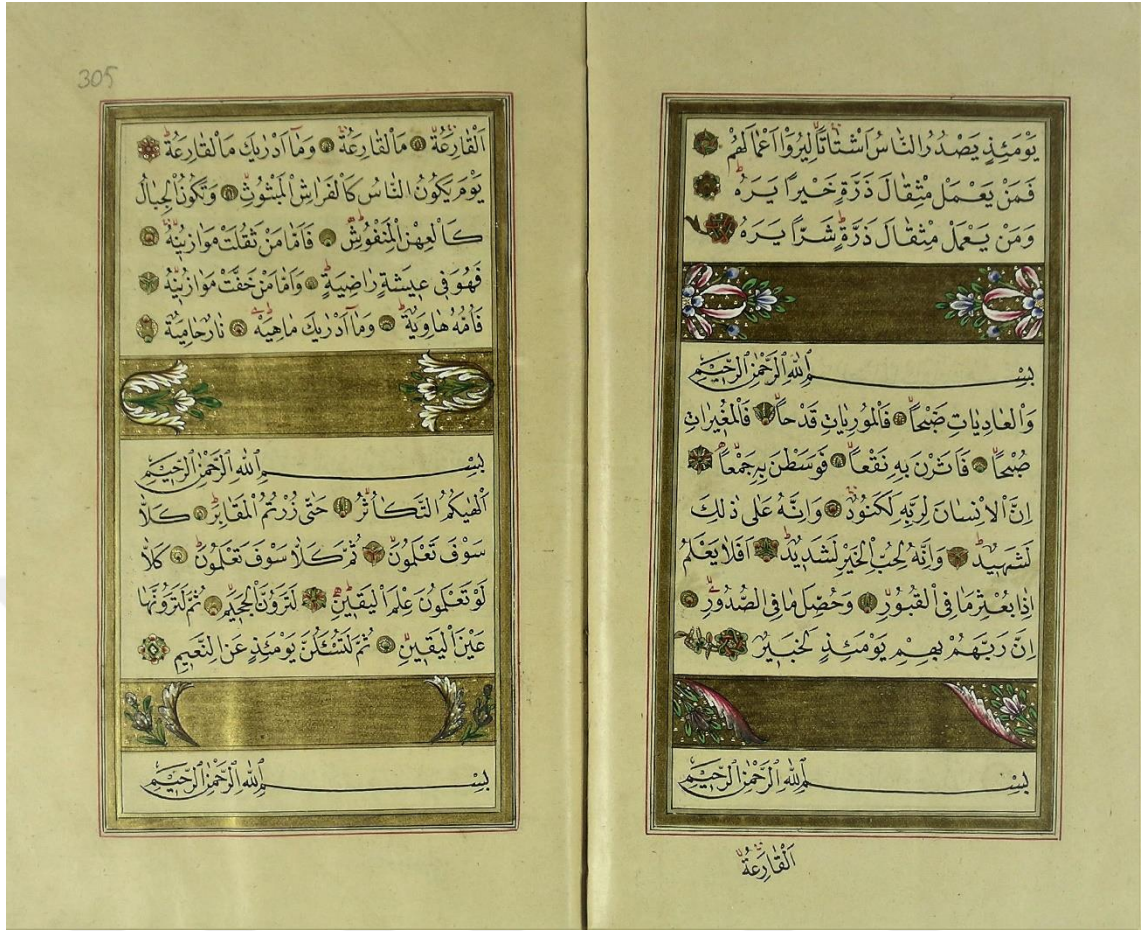 يَوْمَئِذٍ يَصْدُرُ النَّاسُ اَشْتَاتًا لِيُرَوْا اَعْمَالَهُمْ
فَمَنْ يَعْمَلْ مِثْقَالَ ذَرَّةٍ خَيْرًا يَرَهُ
وَمَنْ يَعْمَلْ مِثْقَالَ ذَرَّةٍ شَرًّا يَرَهُ
بِسْمِ اللّٰهِ الرَّحْمٰنِ الرَّحِيمِ
وَالْعَادِيَاتِ ضَبْحًا فَالْمُورِيَاتِ قَدْحًا فَالْمُغِيرَاتِ
صُبْحًا فَاَثَرْنَ بِهِ نَقْعًا فَوَسَطْنَ بِهِ جَمْعًا
اِنَّ الْاِنْسَانَ لِرَبِّهِ لَكَنُودٌ وَاِنَّهُ عَلٰى ذٰلِكَ
لَشَهِيدٌ وَاِنَّهُ لِحُبِّ الْخَيْرِ لَشَدِيدٌ اَفَلَا يَعْلَمُ
اِذَا بُعْثِرَ مَا فِي الْقُبُورِ وَحُصِّلَ مَا فِي الصُّدُورِ
اِنَّ رَبَّهُمْ بِهِمْ يَوْمَئِذٍ لَخَبِيرٌ
بِسْمِ اللّٰهِ الرَّحْمٰنِ الرَّحِيمِ
اَلْقَارِعَةُ
305
اَلْقَارِعَةُ مَا الْقَارِعَةُ وَمَا اَدْرٰيكَ مَا الْقَارِعَةُ
يَوْمَ يَكُونُ النَّاسُ كَالْفَرَاشِ الْمَبْثُوثِ وَتَكُونُ الْجِبَالُ
كَالْعِهْنِ الْمَنْفُوشِ فَاَمَّا مَنْ ثَقُلَتْ مَوَازِينُهُ
فَهُوَ فِي عِيشَةٍ رَاضِيَةٍ وَاَمَّا مَنْ خَفَّتْ مَوَازِينُهُ
فَاُمُّهُ هَاوِيَةٌ وَمَا اَدْرٰيكَ مَاهِيَهْ نَارٌ حَامِيَةٌ
بِسْمِ اللّٰهِ الرَّحْمٰنِ الرَّحِيمِ
اَلْهٰيكُمُ التَّكَاثُرُ حَتّٰى زُرْتُمُ الْمَقَابِرَ كَلَّا
سَوْفَ تَعْلَمُونَ ثُمَّ كَلَّا سَوْفَ تَعْلَمُونَ كَلَّا
لَوْ تَعْلَمُونَ عِلْمَ الْيَقِينِ لَتَرَوُنَّ الْجَحِيمَ ثُمَّ لَتَرَوُنَّهَا
عَيْنَ الْيَقِينِ ثُمَّ لَتُسْئَلُنَّ يَوْمَئِذٍ عَنِ النَّعِيمِ
بِسْمِ اللّٰهِ الرَّحْمٰنِ الرَّحِيمِ